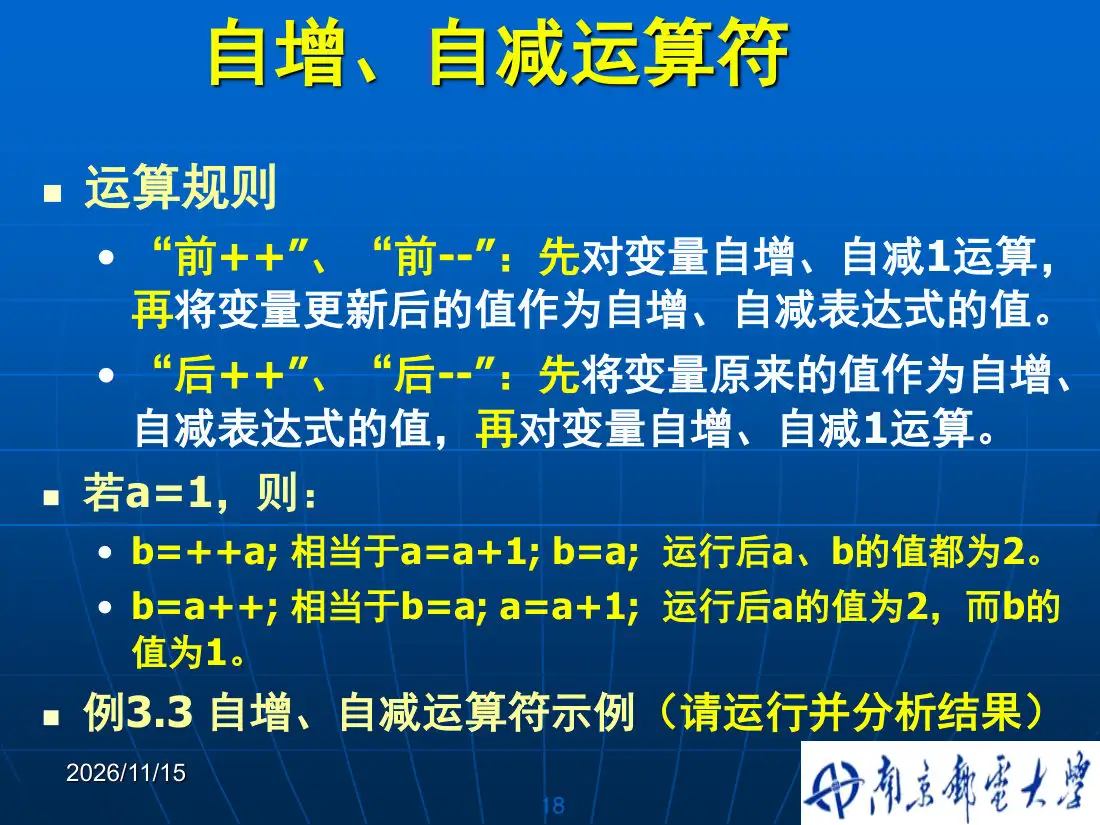 自增、自减运算符
▪ 运算规则
• “前++”、“前--”：先对变量自增、自减1运算，
再将变量更新后的值作为自增、自减表达式的值。
• “后++”、“后--”：先将变量原来的值作为自增、
自减表达式的值，再对变量自增、自减1运算。
▪ 若a=1，则：
• b=++a; 相当于a=a+1; b=a; 运行后a、b的值都为2。
• b=a++; 相当于b=a; a=a+1; 运行后a的值为2，而b的
值为1。
▪ 例3.3 自增、自减运算符示例（请运行并分析结果）
2026/11/15
18
南京郵電大學